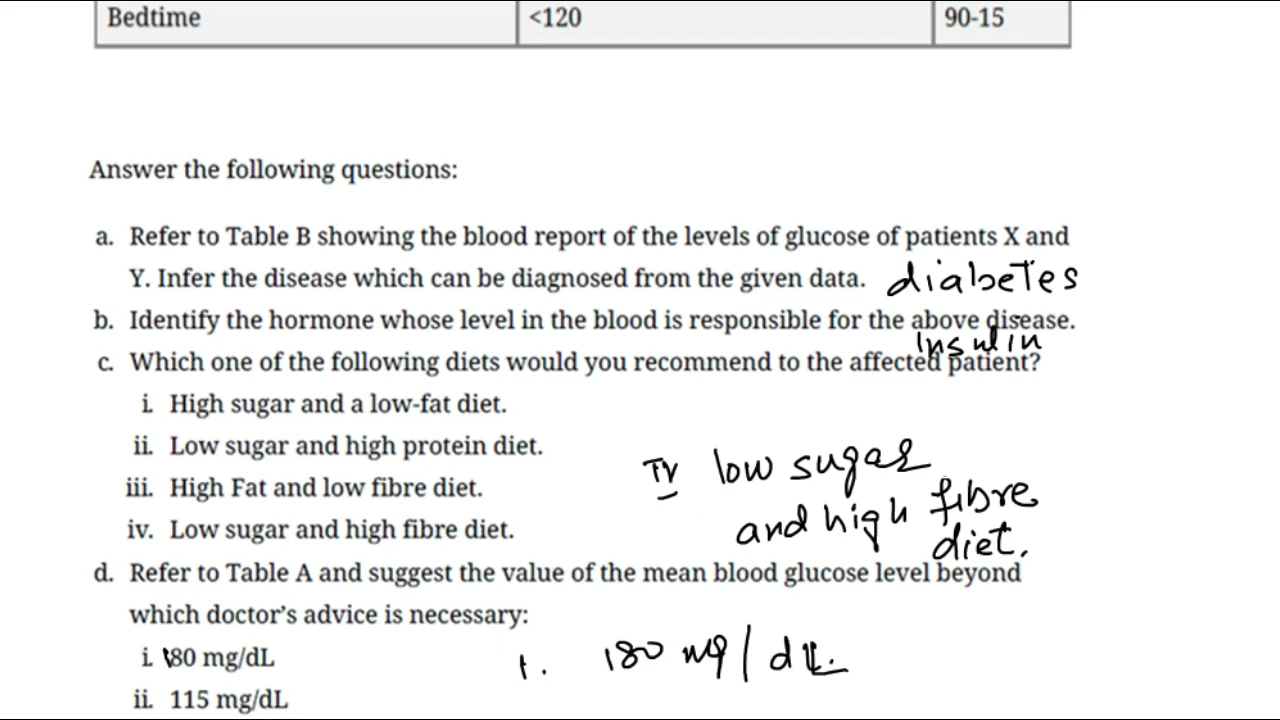 Bedtime <120 90-15
Answer the following questions:
a. Refer to Table B showing the blood report of the levels of glucose of patients X and
Y. Infer the disease which can be diagnosed from the given data. diabetes
b. Identify the hormone whose level in the blood is responsible for the above disease.
Insulin
c. Which one of the following diets would you recommend to the affected patient?
i. High sugar and a low-fat diet.
ii. Low sugar and high protein diet.
IV low sugar
iii. High Fat and low fibre diet.
and high fibre
iv. Low sugar and high fibre diet.
diet.
d. Refer to Table A and suggest the value of the mean blood glucose level beyond
which doctor's advice is necessary:
i. 180 mg/dL 1. 180 mg/dL.
ii. 115 mg/dL